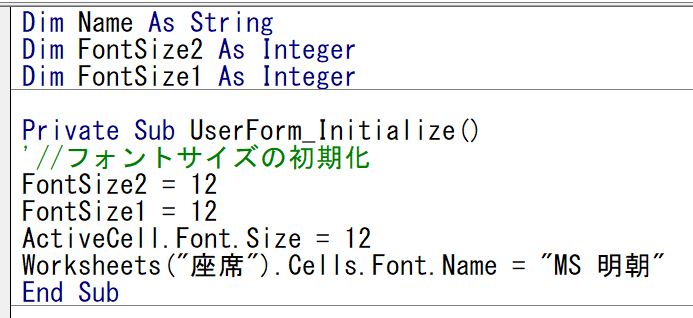 Dim Name As String
Dim FontSize2 As Integer
Dim FontSize1 As Integer
Private Sub UserForm_Initialize()
'//フォントサイズの初期化
FontSize2 = 12
FontSize1 = 12
ActiveCell.Font.Size = 12
Worksheets("座席").Cells.Font.Name = "MS 明朝"
End Sub